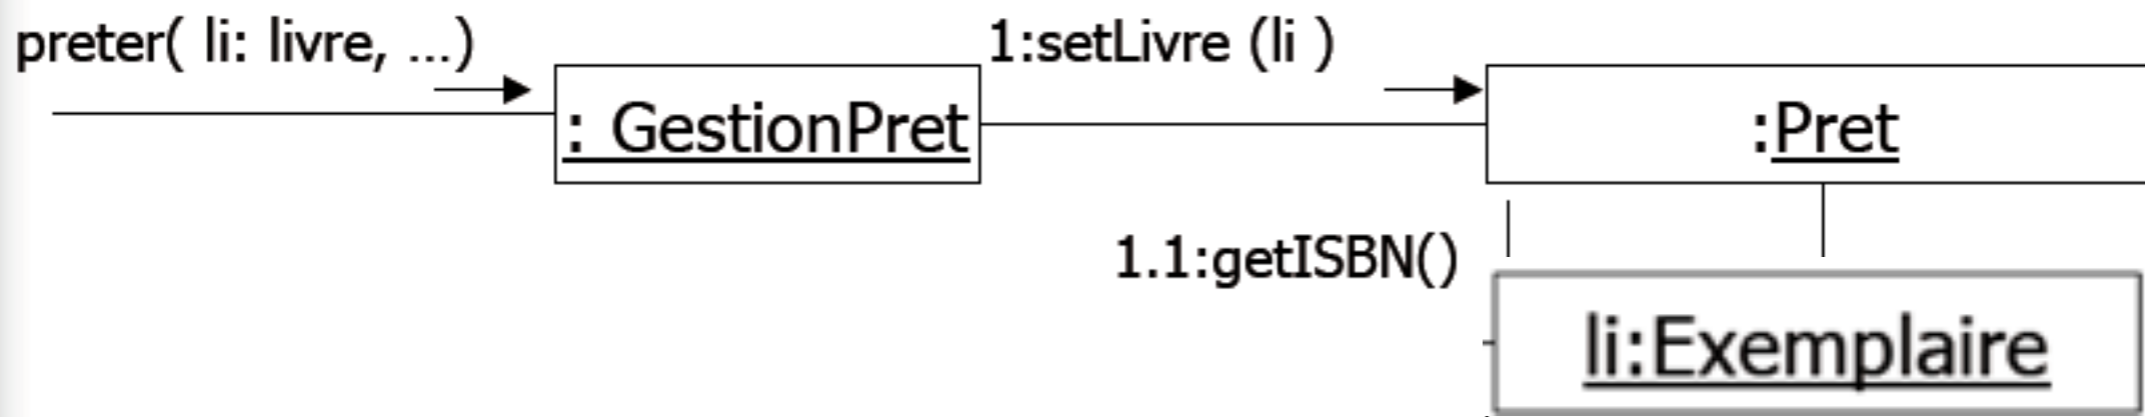 preter( li: livre, ...)
1:setLivre (li )
: GestionPret
:Pret
1.1:getISBN()
li:Exemplaire